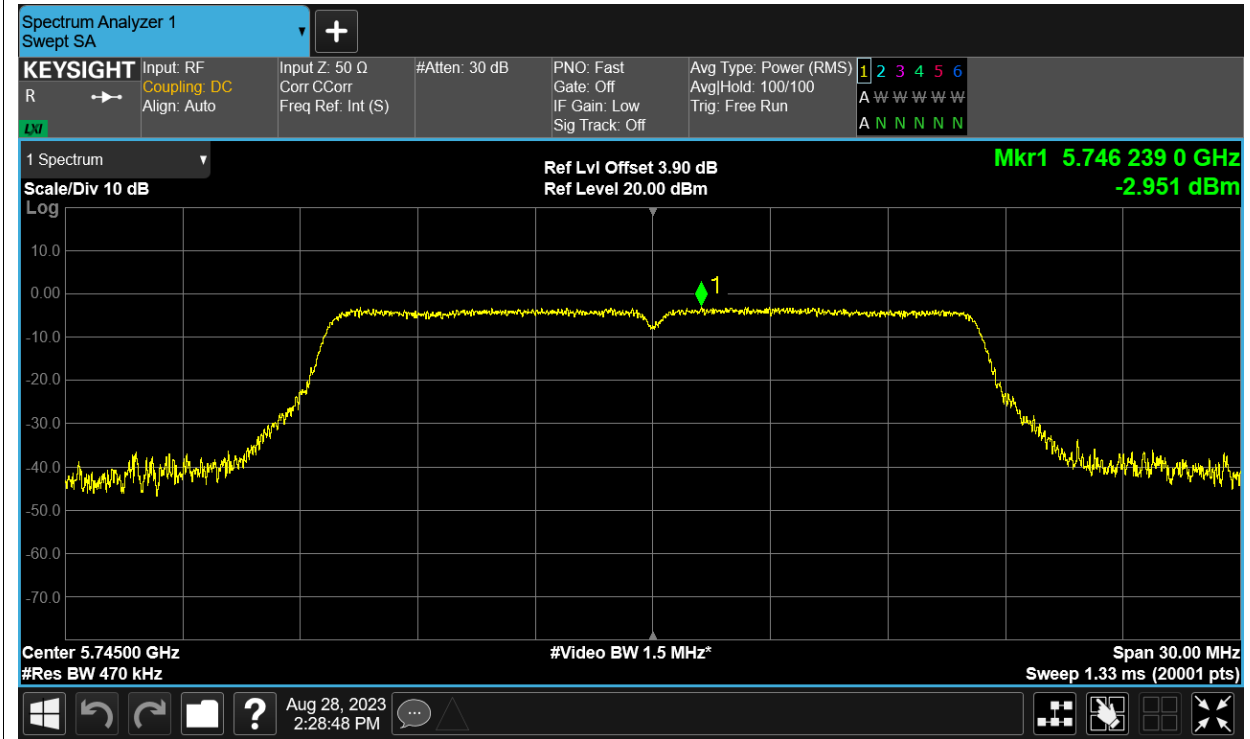 Spectrum Analyzer 1
Swept SA
KEYSIGHT
R
LXI
Input: RF
Coupling: DC
Align: Auto
Input Z: 50 Ω
Corr CCorr
Freq Ref: Int (S)
#Atten: 30 dB
PNO: Fast
Gate: Off
IF Gain: Low
Sig Track: Off
Avg Type: Power (RMS)
Avg|Hold: 100/100
Trig: Free Run
1 2 3 4 5 6
A W W W W W
A N N N N N
1 Spectrum
Scale/Div 10 dB
Log
Ref Lvl Offset 3.90 dB
Ref Level 20.00 dBm
Mkr1 5.746 239 0 GHz
-2.951 dBm
10.0
0.00
-10.0
-20.0
-30.0
-40.0
-50.0
-60.0
-70.0
1
Center 5.74500 GHz
#Res BW 470 kHz
#Video BW 1.5 MHz*
Span 30.00 MHz
Sweep 1.33 ms (20001 pts)
?
Aug 28, 2023
2:28:48 PM